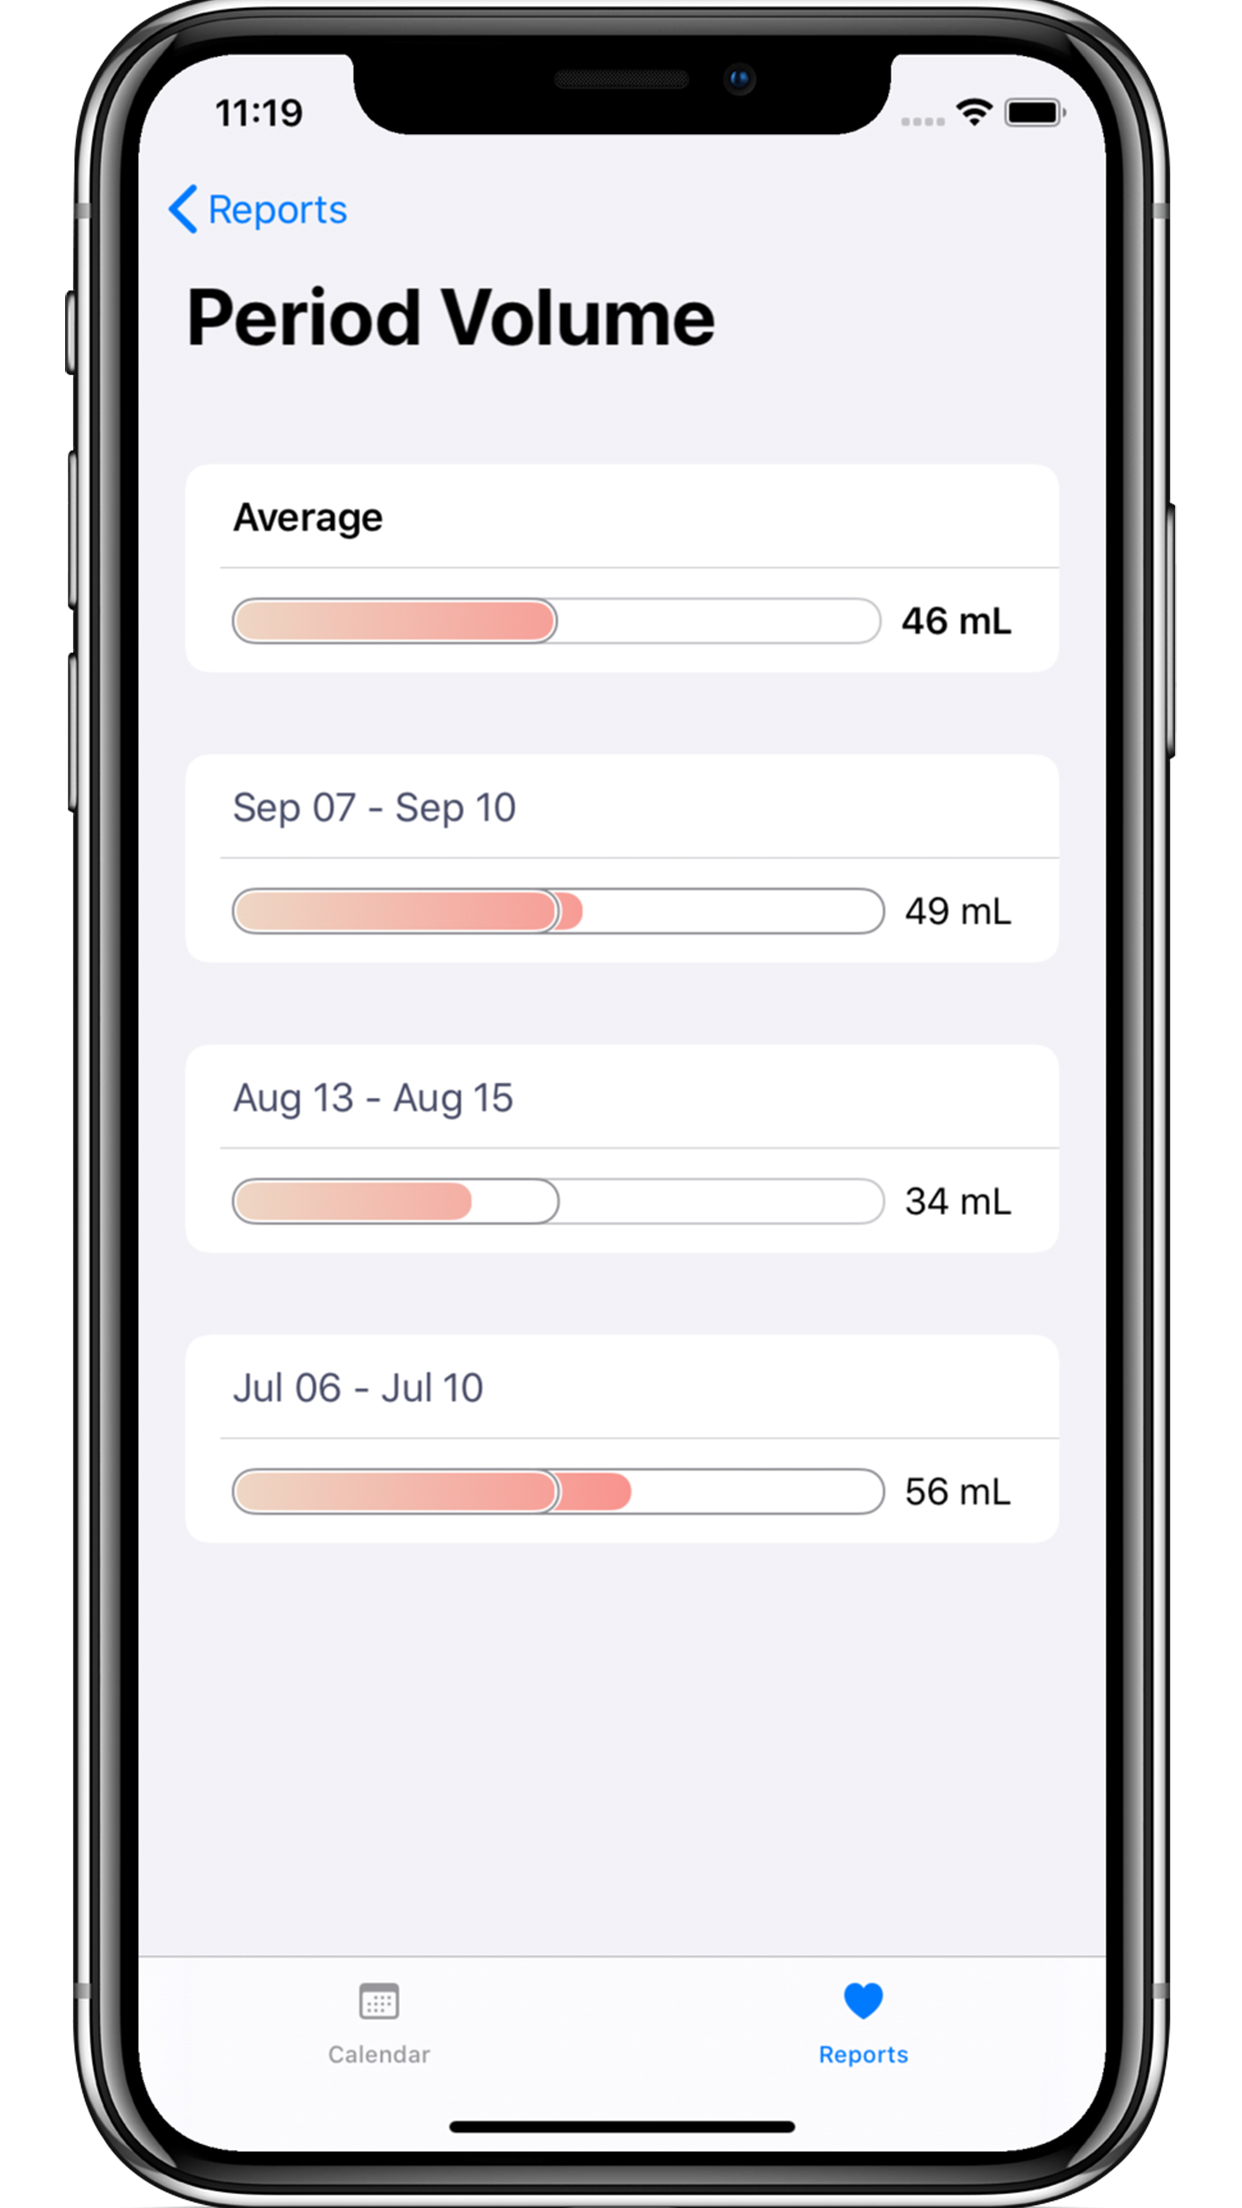 11:19
Reports
Period Volume
Average
46 mL
Sep 07 - Sep 10
49 mL
Aug 13 - Aug 15
34 mL
Jul 06 - Jul 10
56 mL
Calendar
Reports